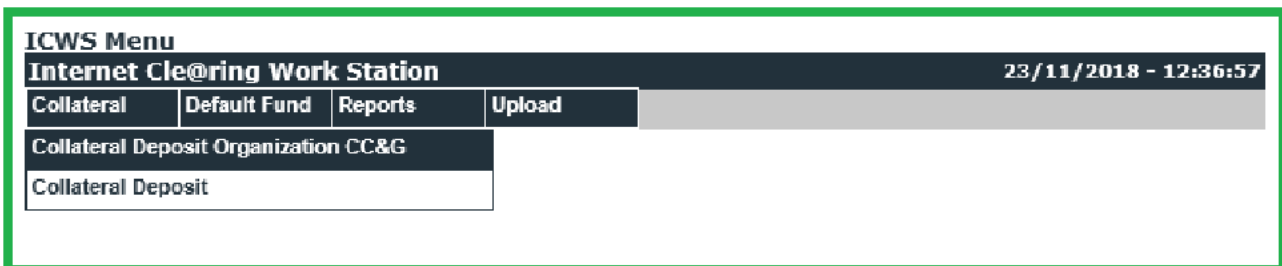 ICWS Menu
Internet Cle@ring Work Station 23/11/2018 - 12:36:57
Collateral Default Fund Reports Upload
Collateral Deposit Organization CC&G
Collateral Deposit